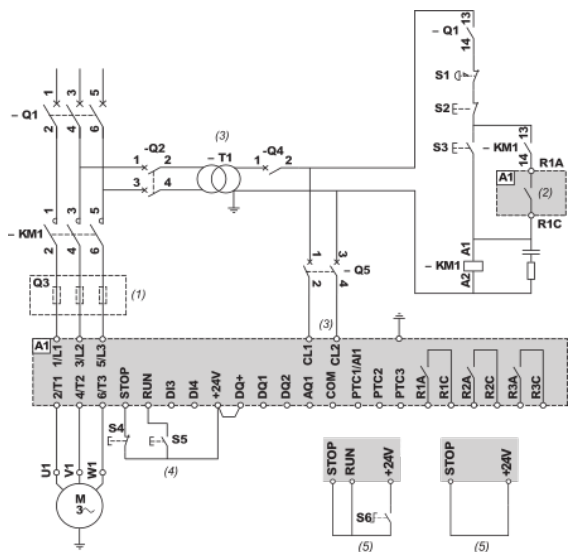 13
– Q1
14
S1
S2
S3
– KM1
13
14
R1A
A1
(2)
R1C
A1
– KM1
A2
1
3
5
– Q1
2
4
6
-Q2
1
2
3
4
(3)
– T1
-Q4
1
2
1
3
5
– KM1
2
4
6
Q3
(1)
1
3
– Q5
2
4
(3)
A1
1/L1
3/L2
5/L3
CL1
CL2
2/T1
4/T2
6/T3
STOP
RUN
DI3
DI4
+24V
DQ+
DQ1
DQ2
AQ1
COM
PTC1/AI1
PTC2
PTC3
R1A
R1C
R2A
R2C
R3A
R3C
S4
S5
(4)
U1
V1
W1
M
3
STOP
RUN
+24V
S6
(5)
STOP
+24V
(5)